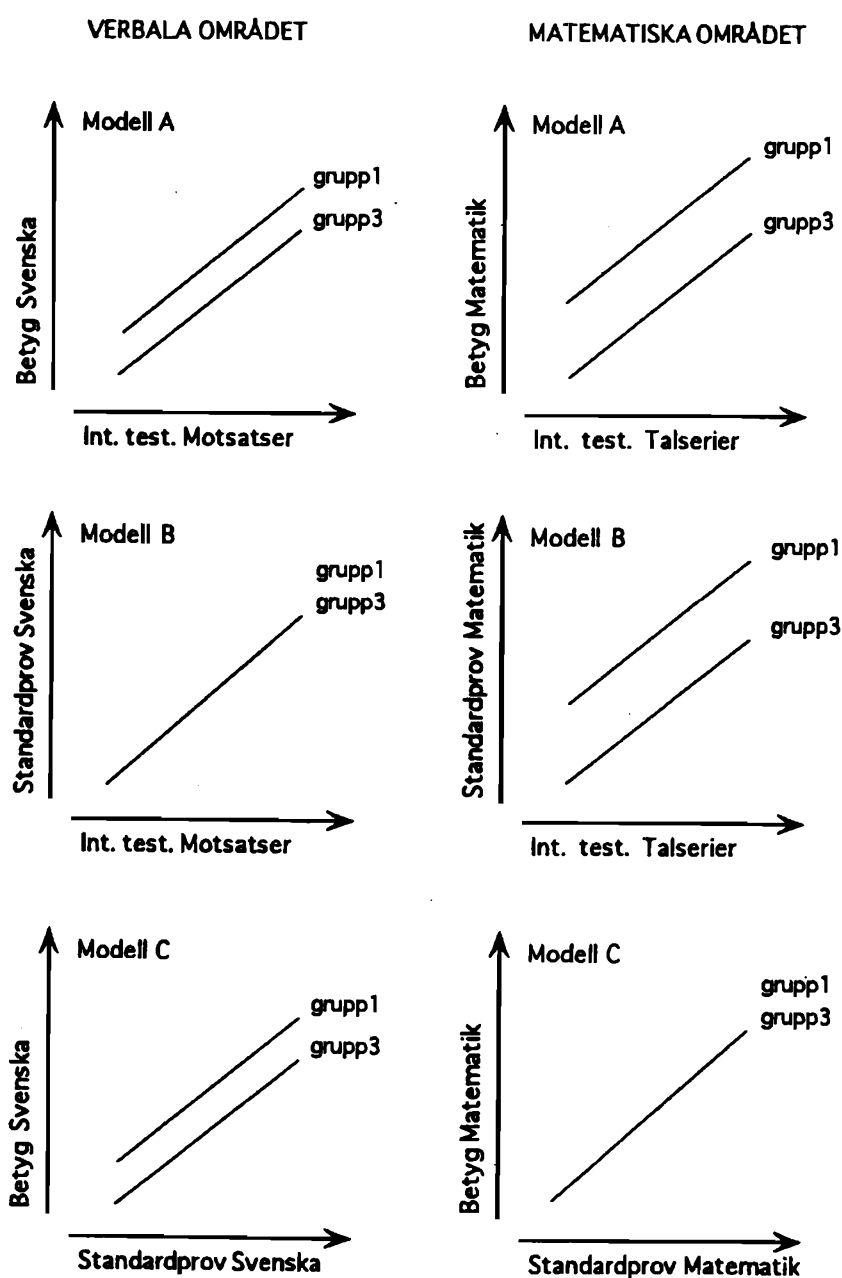 VERBALA OMRÅDET
MATEMATISKA OMRÅDET
Modell A
grupp1
grupp3
Betyg Svenska
Int. test. Motsatser
Modell A
grupp1
grupp3
Betyg Matematik
Int. test. Talserier
Modell B
grupp1
grupp3
Standardprov Svenska
Int. test. Motsatser
Modell B
grupp1
grupp3
Standardprov Matematik
Int. test. Talserier
Modell C
grupp1
grupp3
Betyg Svenska
Standardprov Svenska
Modell C
grupp1
grupp3
Betyg Matematik
Standardprov Matematik